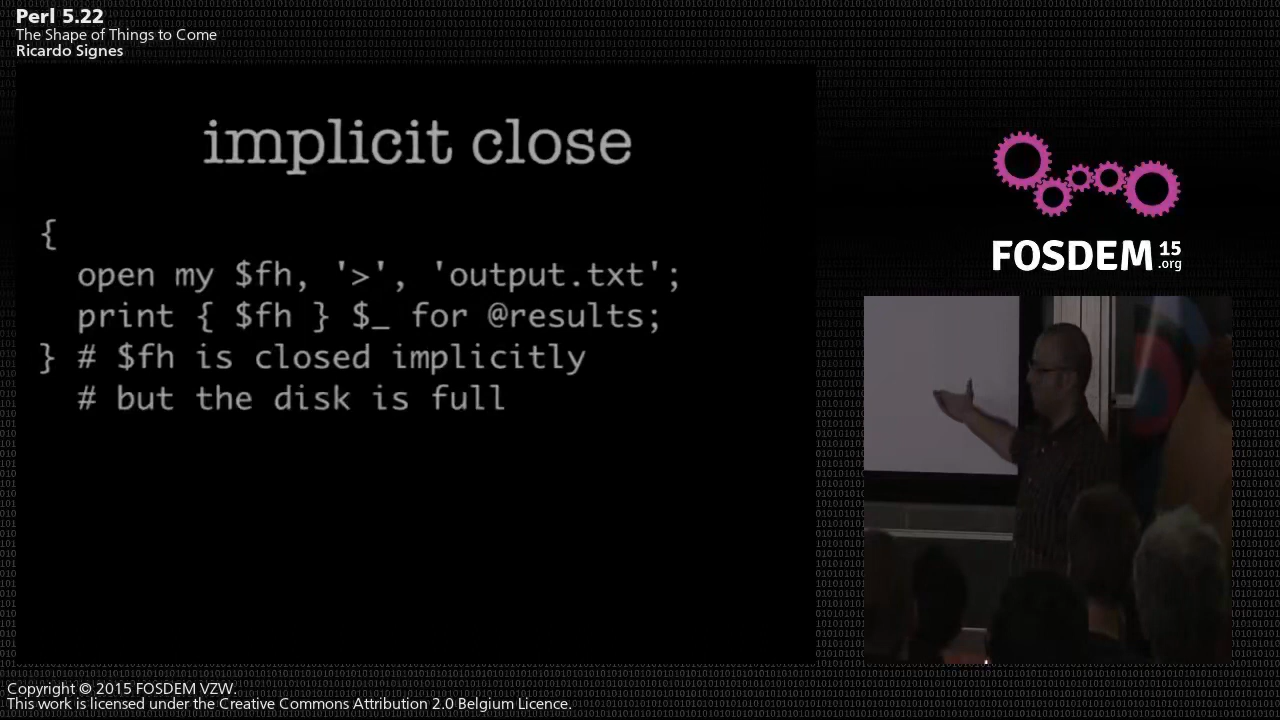 Perl 5.22
The Shape of Things to Come
Ricardo Signes
implicit close
{
open my $fh, '>', 'output.txt';
print { $fh } $_ for @results;
} # $fh is closed implicitly
# but the disk is full
FOSDEM 15
.org
Copyright © 2015 FOSDEM VZW.
This work is licensed under the Creative Commons Attribution 2.0 Belgium Licence.